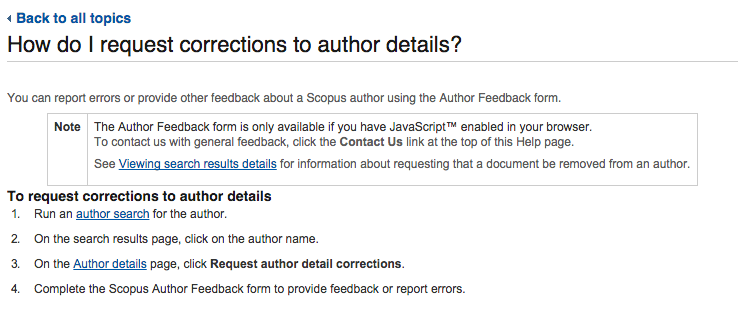 Back to all topics
How do I request corrections to author details?
You can report errors or provide other feedback about a Scopus author using the Author Feedback form.
Note The Author Feedback form is only available if you have JavaScript™ enabled in your browser.
To contact us with general feedback, click the Contact Us link at the top of this Help page.
See Viewing search results details for information about requesting that a document be removed from an author.
To request corrections to author details
1. Run an author search for the author.
2. On the search results page, click on the author name.
3. On the Author details page, click Request author detail corrections.
4. Complete the Scopus Author Feedback form to provide feedback or report errors.